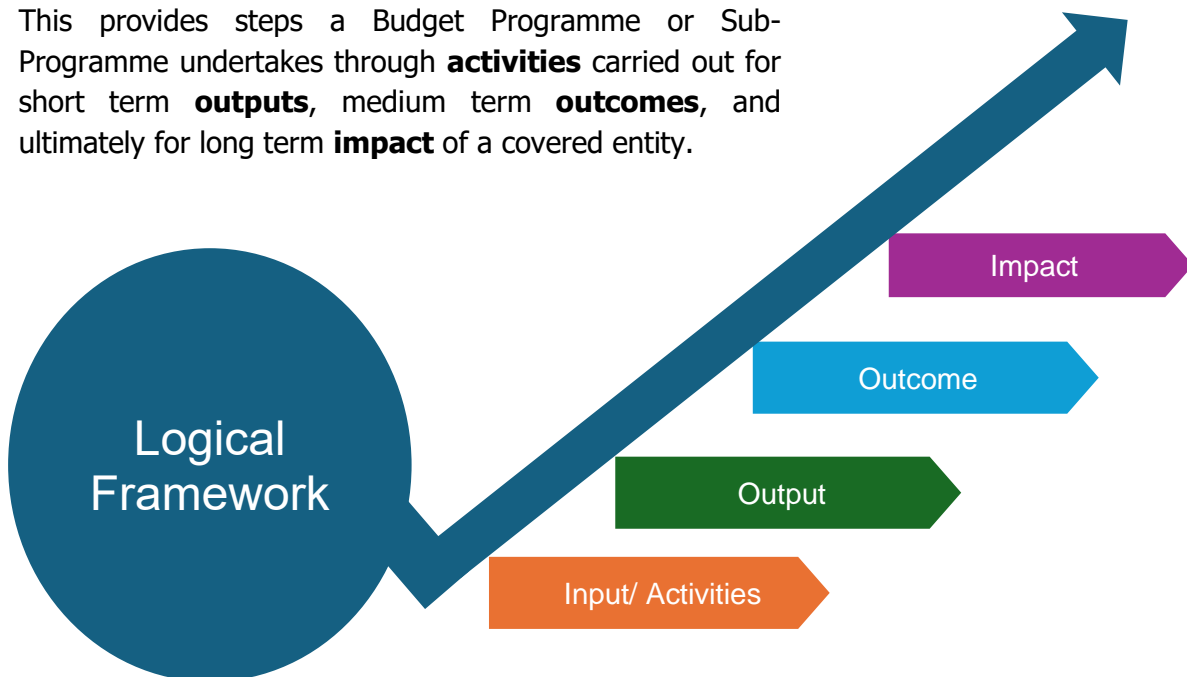 This provides steps a Budget Programme or Sub-
Programme undertakes through activities carried out for
short term outputs, medium term outcomes, and
ultimately for long term impact of a covered entity.
Impact
Outcome
Logical
Framework
Output
Input/ Activities